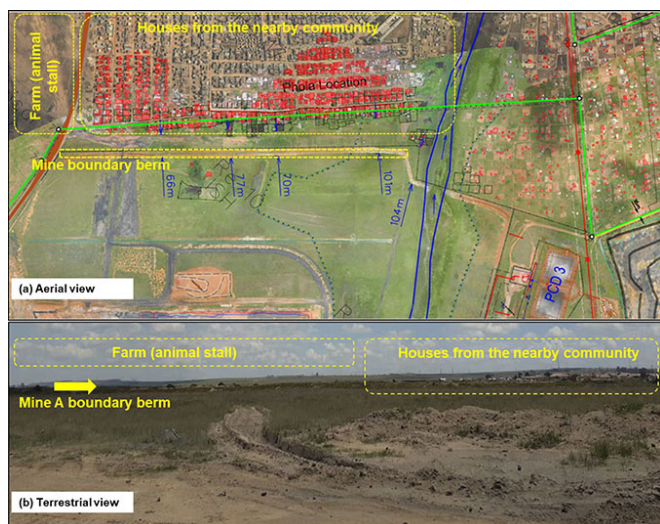 Farm (animal
stall)
Houses from the nearby community
Phola Location
Mine boundary berm
66m
77m
70m
101m
104m
PCD 3
(a) Aerial view
Farm (animal stall)
Houses from the nearby community
Mine A boundary berm
(b) Terrestrial view